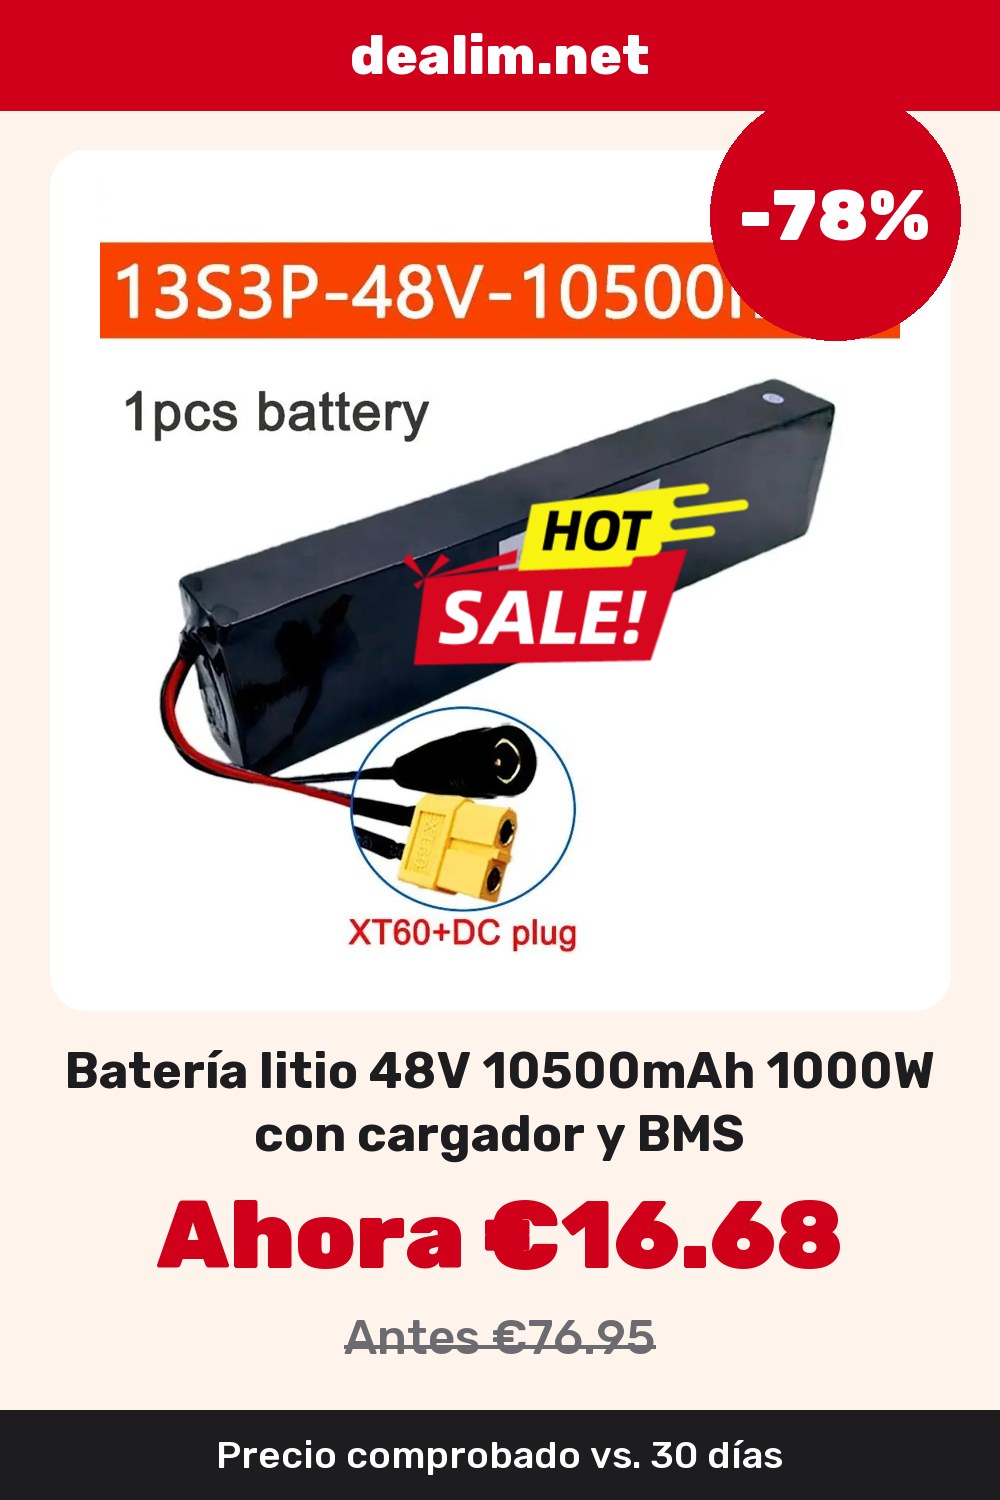 dealim.net
-78%
13S3P-48V-10500
1pcs battery
HOT
SALE!
XT60
XT60+DC plug
Batería litio 48V 10500mAh 1000W
con cargador y BMS
Ahora €16.68
Antes €76.95
Precio comprobado vs. 30 días